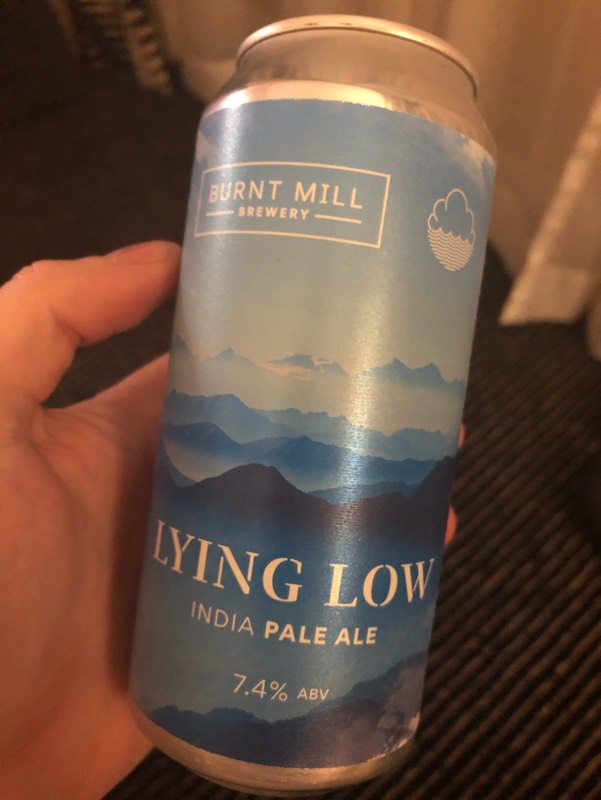 BURNT MILL
BREWERY
LYING LOW
INDIA PALE ALE
7.4% ABV